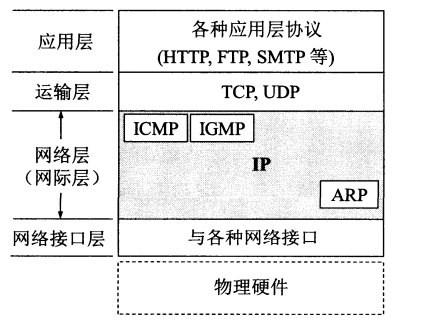 应用层
各种应用层协议
(HTTP, FTP, SMTP 等)
运输层
TCP, UDP
ICMP
IGMP
网络层
（网际层）
IP
ARP
网络接口层
与各种网络接口
物理硬件